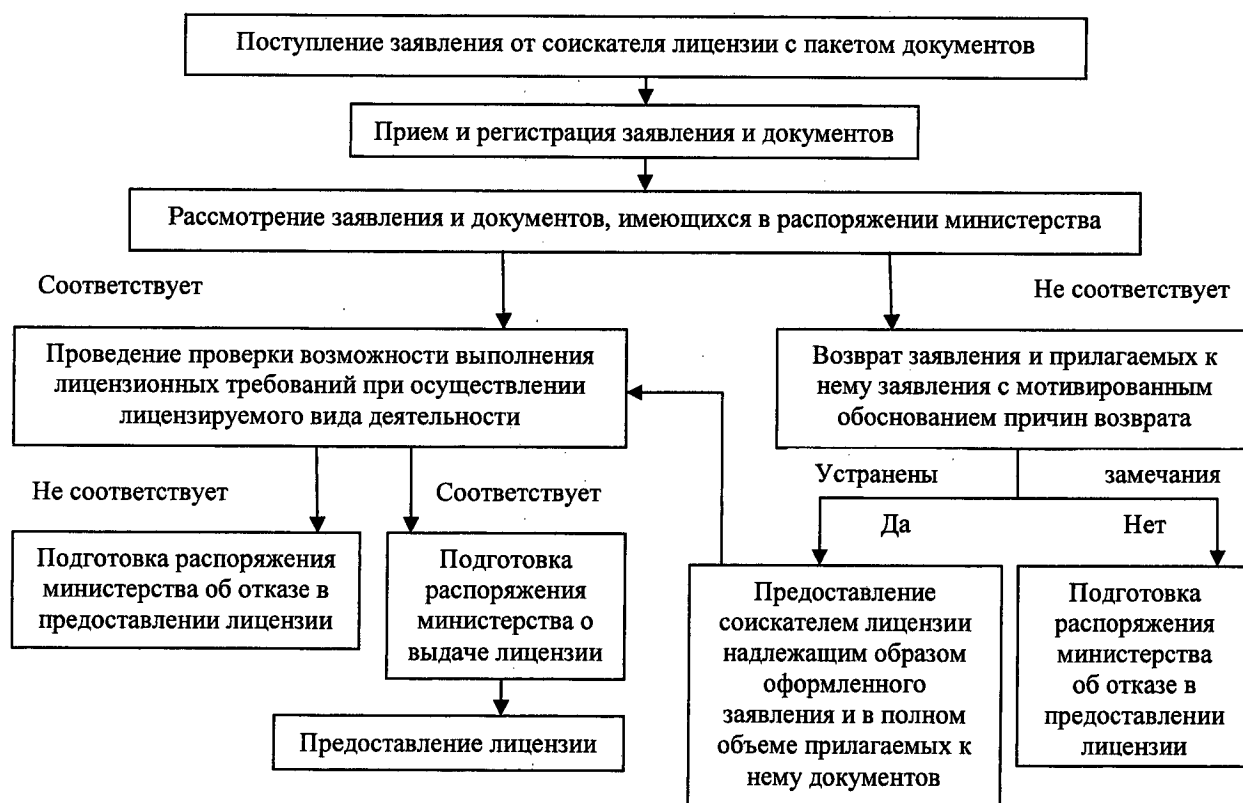 Поступление заявления от соискателя лицензии с пакетом документов
Прием и регистрация заявления и документов
Рассмотрение заявления и документов, имеющихся в распоряжении министерства
Соответствует
Не соответствует
Проведение проверки возможности выполнения
лицензионных требований при осуществлении
лицензируемого вида деятельности
Возврат заявления и прилагаемых к
нему заявления с мотивированным
обоснованием причин возврата
Не соответствует
Соответствует
Устранены
замечания
Да
Нет
Подготовка распоряжения
министерства об отказе в
предоставлении лицензии
Подготовка
распоряжения
министерства о
выдаче лицензии
Предоставление лицензии
Предоставление
соискателем лицензии
надлежащим образом
оформленного
заявления и в полном
объеме прилагаемых к
нему документов
Подготовка
распоряжения
министерства
об отказе в
предоставлении
лицензии